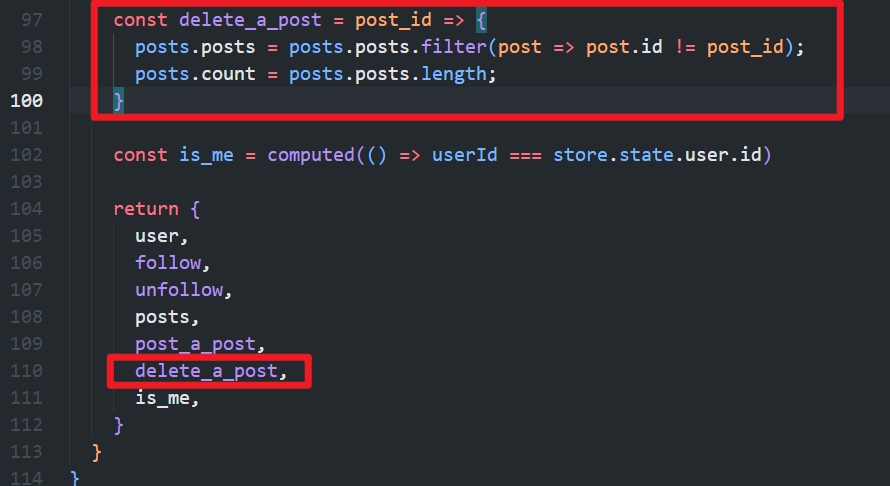 97 const delete_a_post = post_id => {
98 posts.posts = posts.posts.filter(post => post.id != post_id);
99 posts.count = posts.posts.length;
100 }
101
102 const is_me = computed(() => userId === store.state.user.id)
103
104 return {
105 user,
106 follow,
107 unfollow,
108 posts,
109 post_a_post,
110 delete_a_post,
111 is_me,
112 }
113 }
114 }